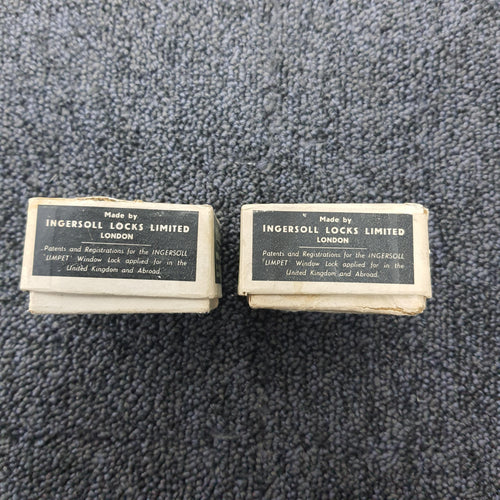 Made by
INGERSOLL LOCKS LIMITED
LONDON
Patents and Registrations for the INGERSOLL
'LIMPET' Window Lock applied for in the
United Kingdom and Abroad.
Made by
INGERSOLL LOCKS LIMITED
LONDON
Patents and Registrations for the INGERSOLL
'LIMPET' Window Lock applied for in the
United Kingdom and Abroad.